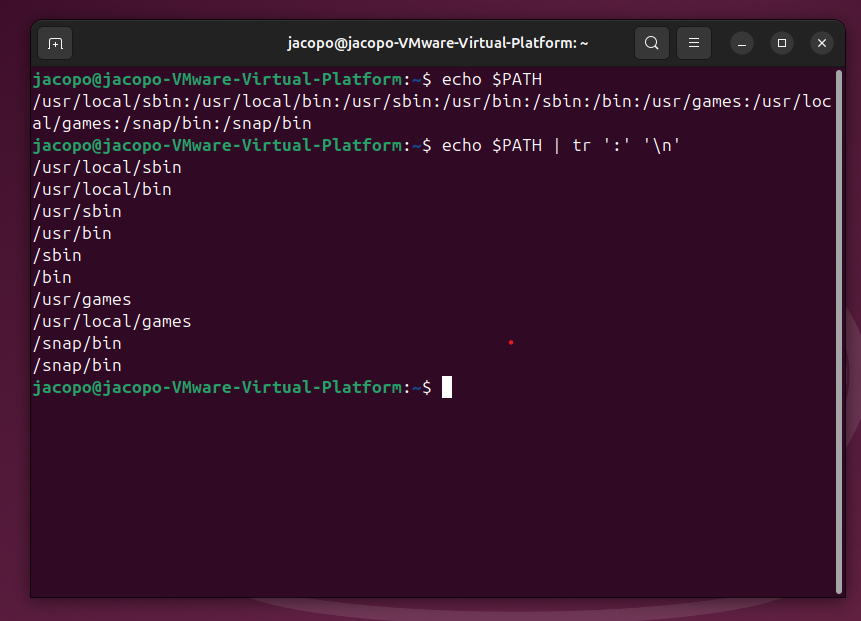 jacopo@jacopo-VMware-Virtual-Platform: ~
jacopo@jacopo-VMware-Virtual-Platform:~$ echo $PATH
/usr/local/sbin:/usr/local/bin:/usr/sbin:/usr/bin:/sbin:/bin:/usr/games:/usr/loc
al/games:/snap/bin:/snap/bin
jacopo@jacopo-VMware-Virtual-Platform:~$ echo $PATH | tr ':' '\n'
/usr/local/sbin
/usr/local/bin
/usr/sbin
/usr/bin
/sbin
/bin
/usr/games
/usr/local/games
/snap/bin
/snap/bin
jacopo@jacopo-VMware-Virtual-Platform:~$